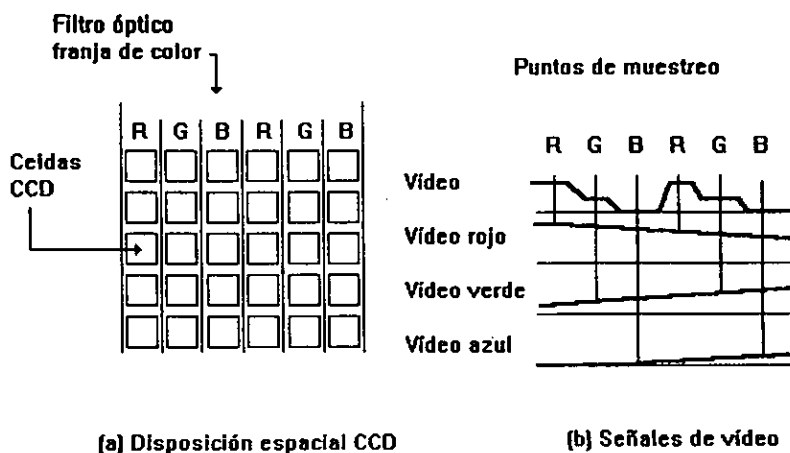 Filtro óptico
franja de color
R G B R G B
Celdas
CCD
(a) Disposición espacial CCD
Puntos de muestreo
R G B R G B
Vídeo
Vídeo rojo
Vídeo verde
Vídeo azul
(b) Señales de vídeo